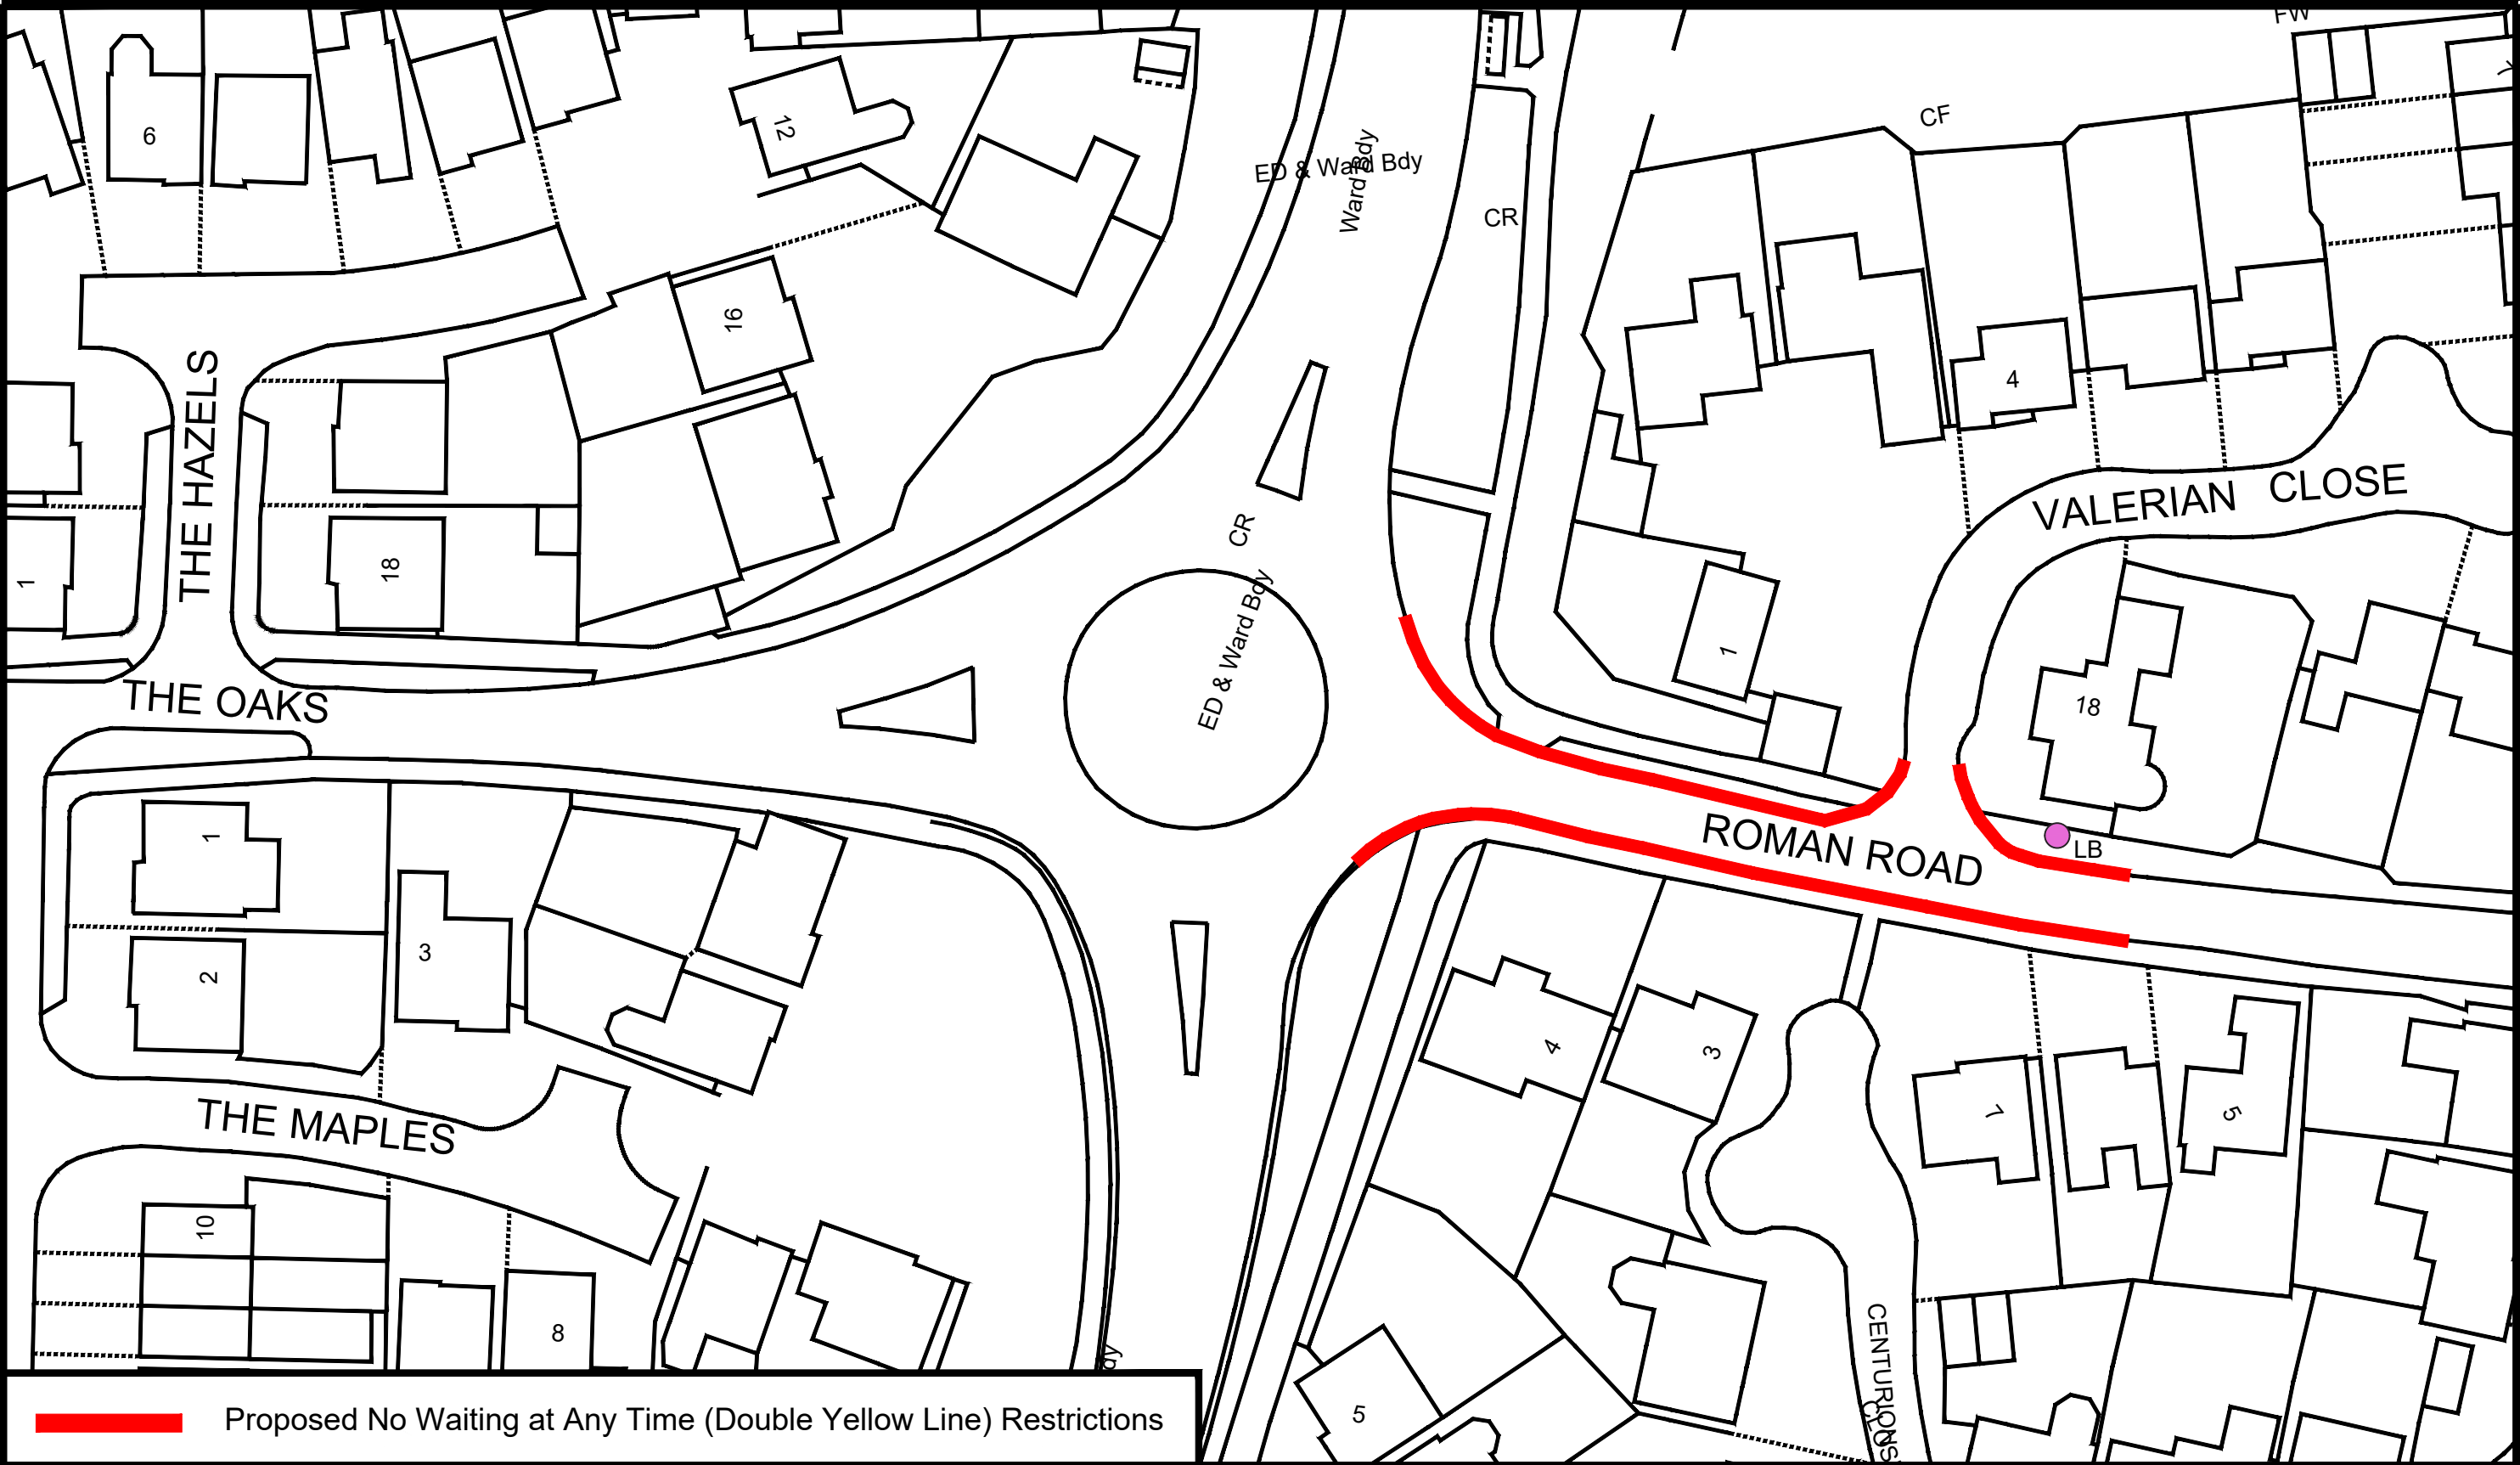 FW
6
12
CF
ED & Ward Bdy
Ward Bdy
CR
16
4
THE HAZELS
VALERIAN CLOSE
CR
1
18
ED & Ward Bdy
1
18
THE OAKS
1
ROMAN ROAD
LB
3
2
4
3
7
5
THE MAPLES
10
8
CENTURIONS
CLO
5
Proposed No Waiting at Any Time (Double Yellow Line) Restrictions